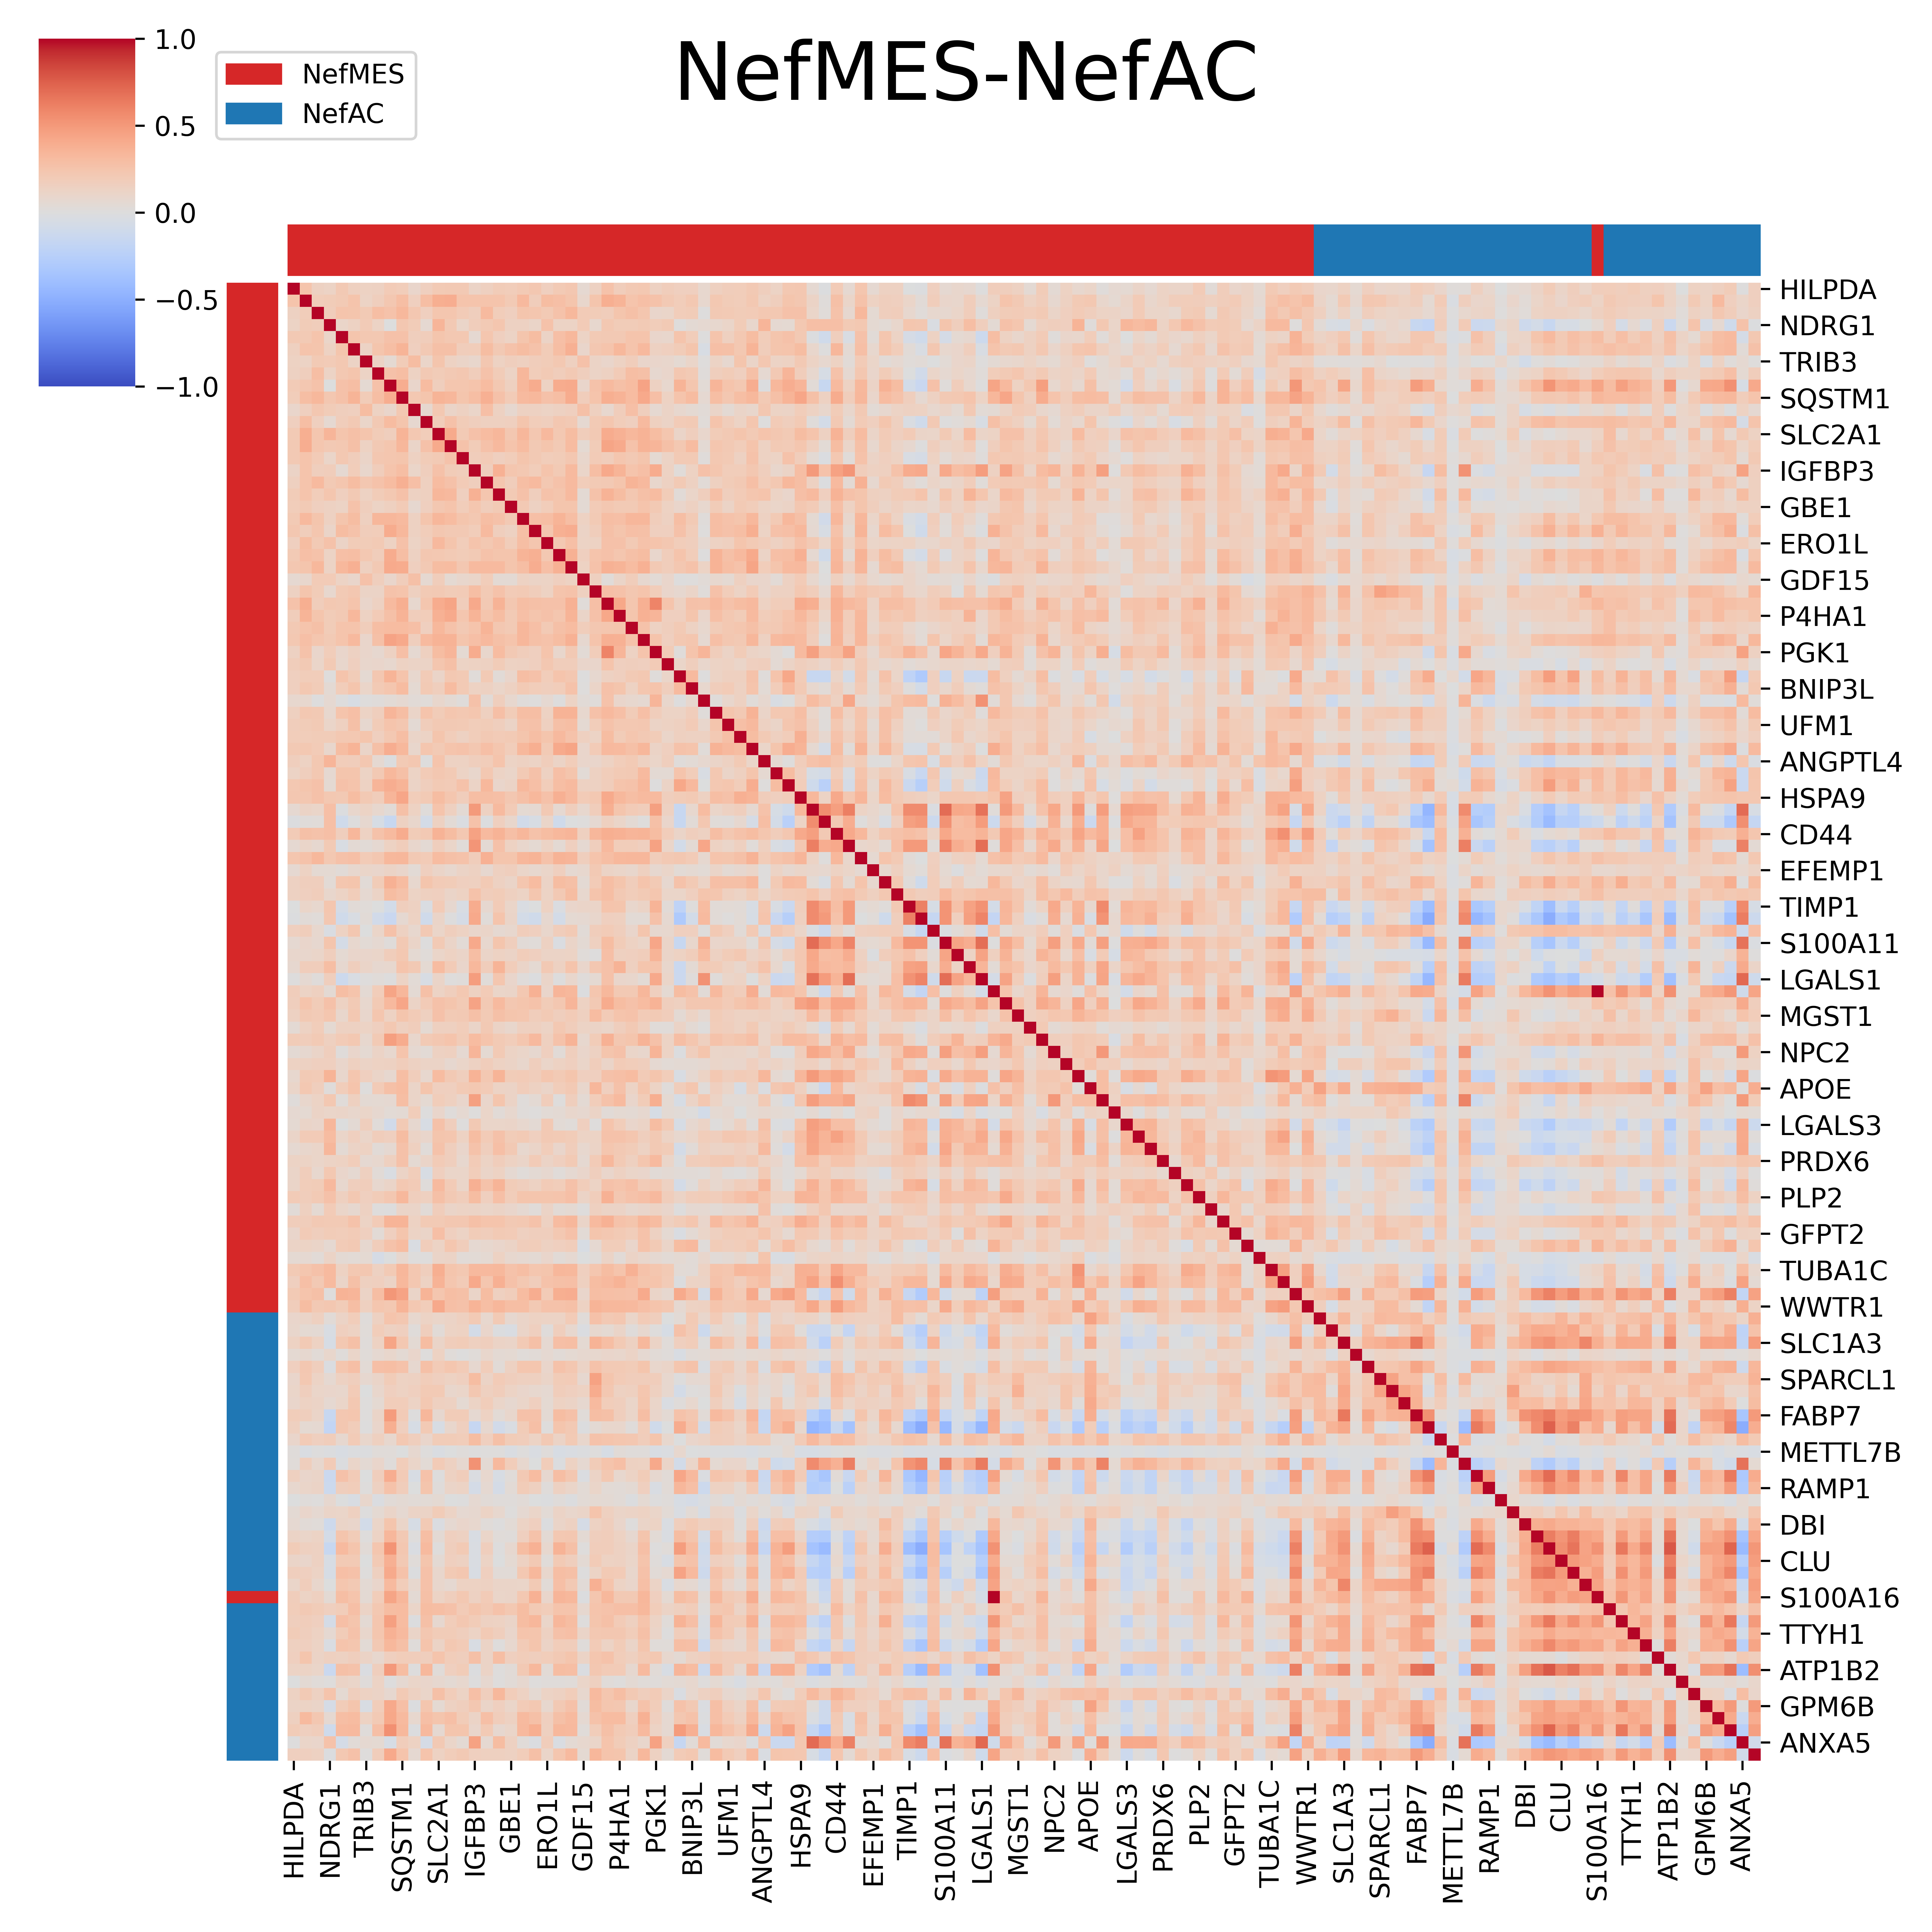 NefMES-NefAC
1.0
0.5
0.0
−0.5
−1.0
NefMES
NefAC
HILPDA
NDRG1
TRIB3
SQSTM1
SLC2A1
IGFBP3
GBE1
ERO1L
GDF15
P4HA1
PGK1
BNIP3L
UFM1
ANGPTL4
HSPA9
CD44
EFEMP1
TIMP1
S100A11
LGALS1
MGST1
NPC2
APOE
LGALS3
PRDX6
PLP2
GFPT2
TUBA1C
WWTR1
SLC1A3
SPARCL1
FABP7
METTL7B
RAMP1
DBI
CLU
S100A16
TTYH1
ATP1B2
GPM6B
ANXA5
HILPDA
NDRG1
TRIB3
SQSTM1
SLC2A1
IGFBP3
GBE1
ERO1L
GDF15
P4HA1
PGK1
BNIP3L
UFM1
ANGPTL4
HSPA9
CD44
EFEMP1
TIMP1
S100A11
LGALS1
MGST1
NPC2
APOE
LGALS3
PRDX6
PLP2
GFPT2
TUBA1C
WWTR1
SLC1A3
SPARCL1
FABP7
METTL7B
RAMP1
DBI
CLU
S100A16
TTYH1
ATP1B2
GPM6B
ANXA5